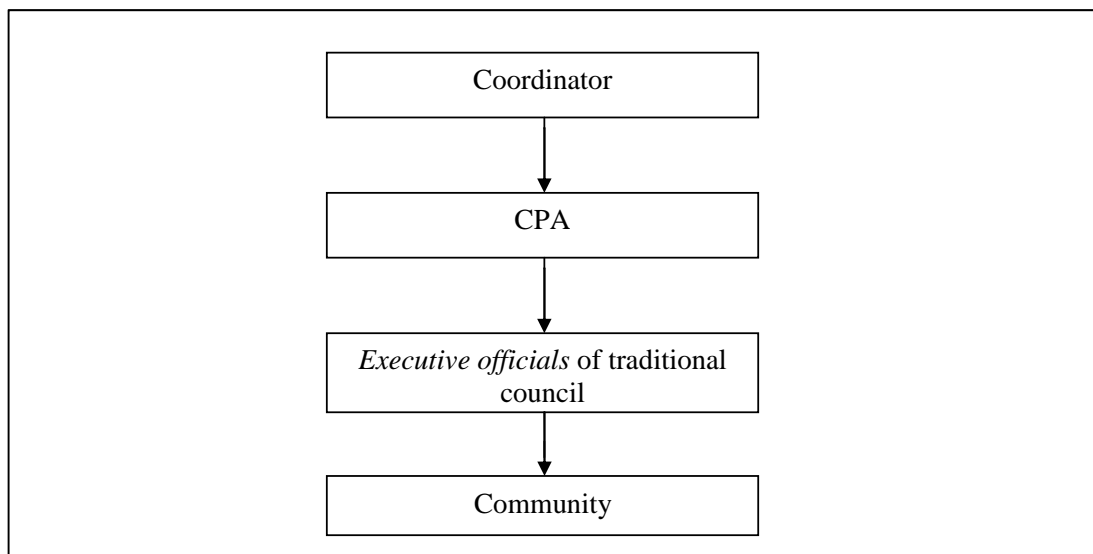 Coordinator
CPA
Executive officials of traditional
council
Community